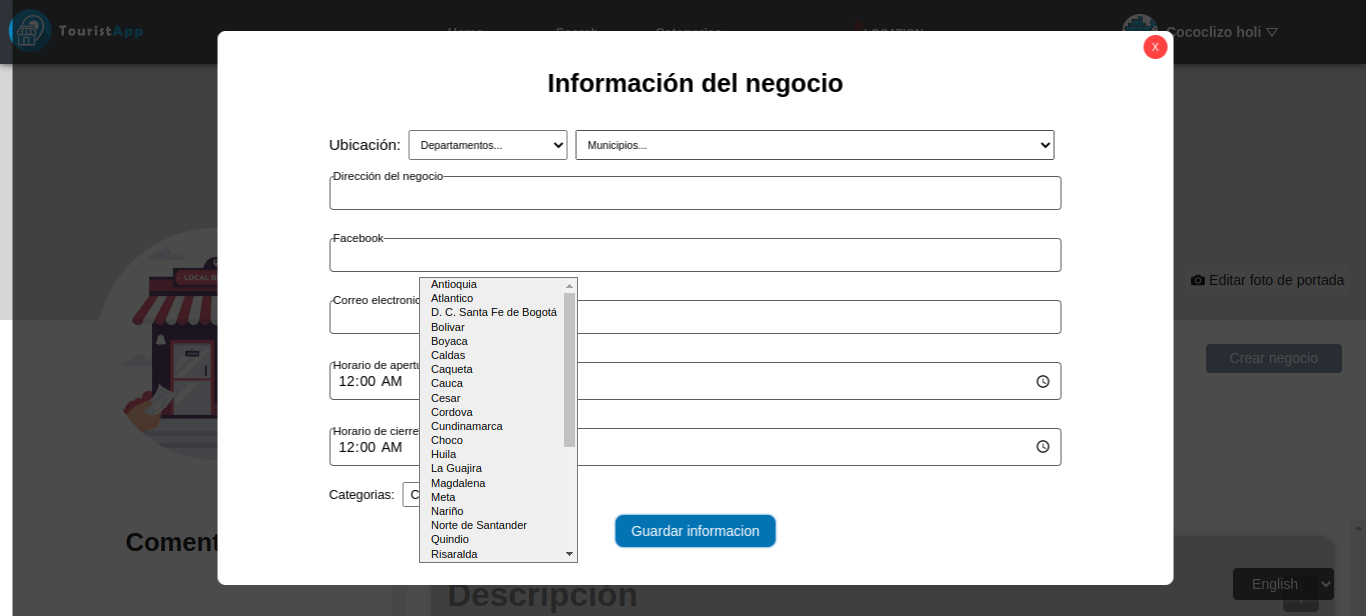 TouristApp
Home Search Categories LOCATION
Cococlizo holi
X
Información del negocio
Ubicación: Departamentos... Municipios...
Dirección del negocio
Facebook
Correo electronic
Horario de apertu
12:00 AM
Horario de cierre
12:00 AM
Categorias: C
Antioquia
Atlantico
D. C. Santa Fe de Bogotá
Bolivar
Boyaca
Caldas
Caqueta
Cauca
Cesar
Cordova
Cundinamarca
Choco
Huila
La Guajira
Magdalena
Meta
Nariño
Norte de Santander
Quindio
Risaralda
Guardar informacion
LOCAL
Editar foto de portada
Crear negocio
Coment
Descripción
English